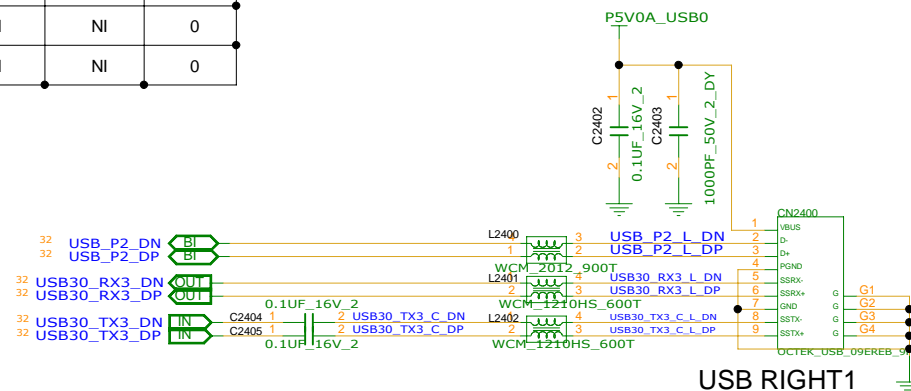 NI
0
NI
0
P5V0A_USB0
1
1
C2402
0.1UF_16V_2
C2403
1000PF_50V_2_DY
2
2
CN2400
1
VBUS
32
USB_P2_DN
BI
L2400
3
USB_P2_L_DN
2
D-
32
USB_P2_DP
BI
1
2
USB_P2_L_DP
3
D+
WCM_2012_900T
4
PGND
32
USB30_RX3_DN
OUT
L2401
1
4
USB30_RX3_L_DN
5
SSRX-
32
USB30_RX3_DP
OUT
2
3
USB30_RX3_L_DP
6
SSRX+
G
G1
0.1UF_16V_2
WCM_1210HS_600T
7
GND
G
G2
32
USB30_TX3_DN
IN
C2404
1
2
USB30_TX3_C_DN
L2402
4
USB30_TX3_C_L_DN
8
SSTX-
G
G3
32
USB30_TX3_DP
IN
C2405
1
2
USB30_TX3_C_DP
2
3
USB30_TX3_C_L_DP
9
SSTX+
G
G4
0.1UF_16V_2
WCM_1210HS_600T
OCTEK_USB_09EREB_9
USB RIGHT1